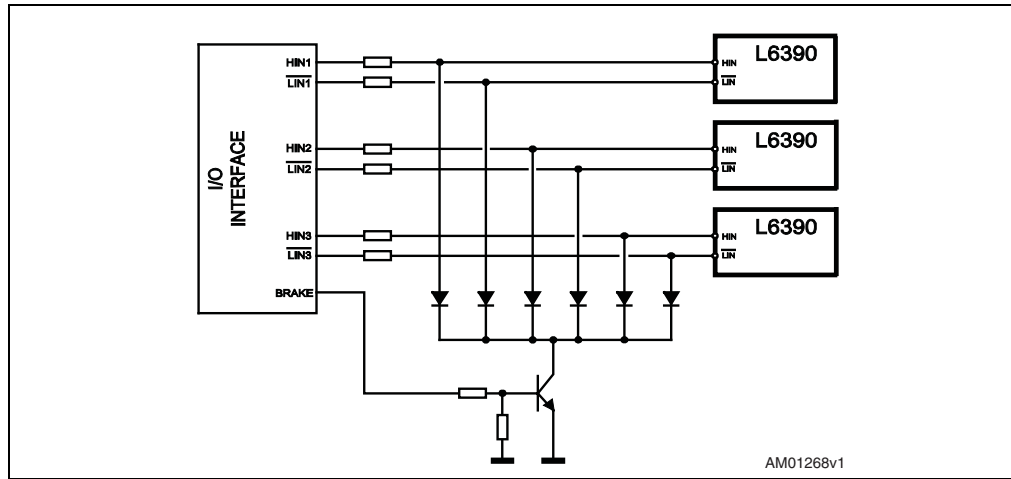 HIN1
LIN1
HIN2
LIN2
HIN3
LIN3
BRAKE
I/O
INTERFACE
L6390
HIN
LIN
L6390
HIN
LIN
L6390
HIN
LIN
AM01268v1